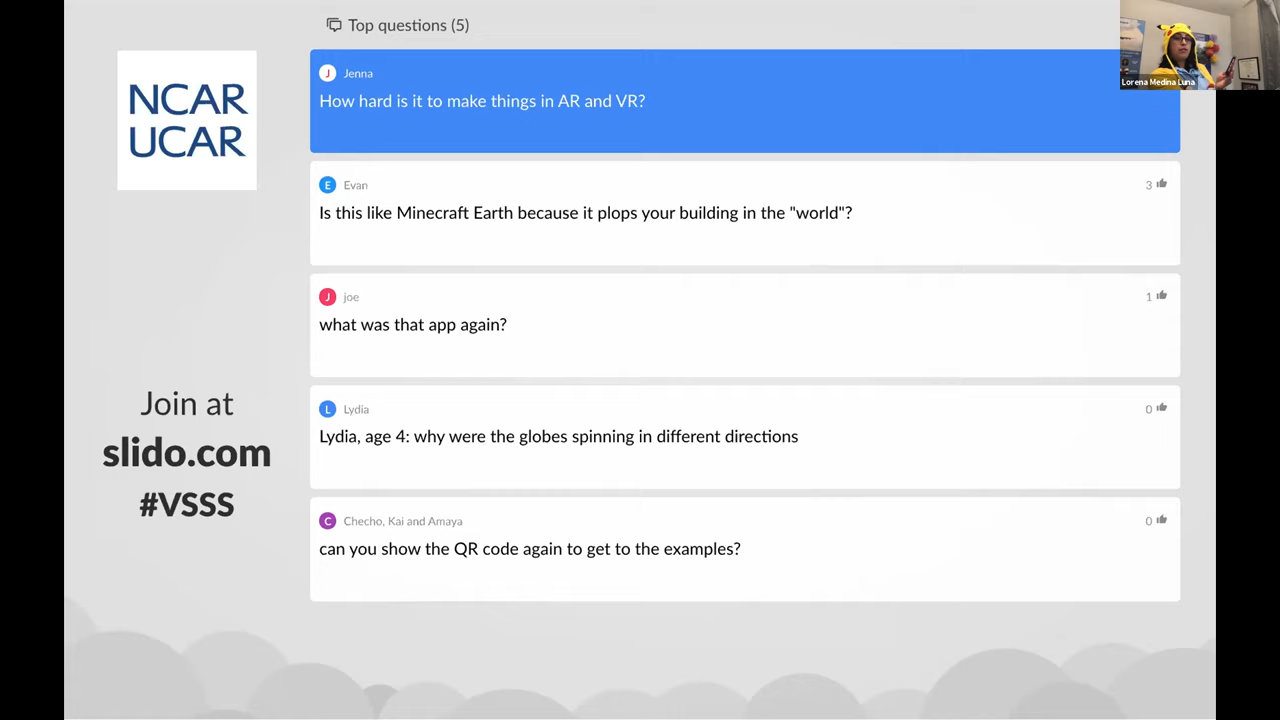 Top questions (5)
NCAR
UCAR
J Jenna
How hard is it to make things in AR and VR?
E Evan 3
Is this like Minecraft Earth because it plops your building in the "world"?
J joe 1
what was that app again?
L Lydia 0
Lydia, age 4: why were the globes spinning in different directions
C Checho, Kai and Amaya 0
can you show the QR code again to get to the examples?
Join at
slido.com
#VSSS
Lorena Medina Luna